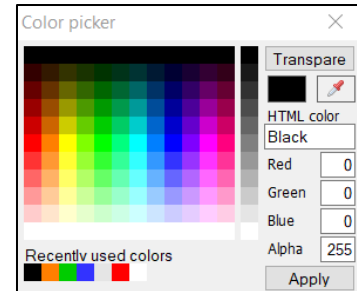 Color picker
Transpare
HTML color
Black
Red 0
Green 0
Blue 0
Alpha 255
Recently used colors
Apply